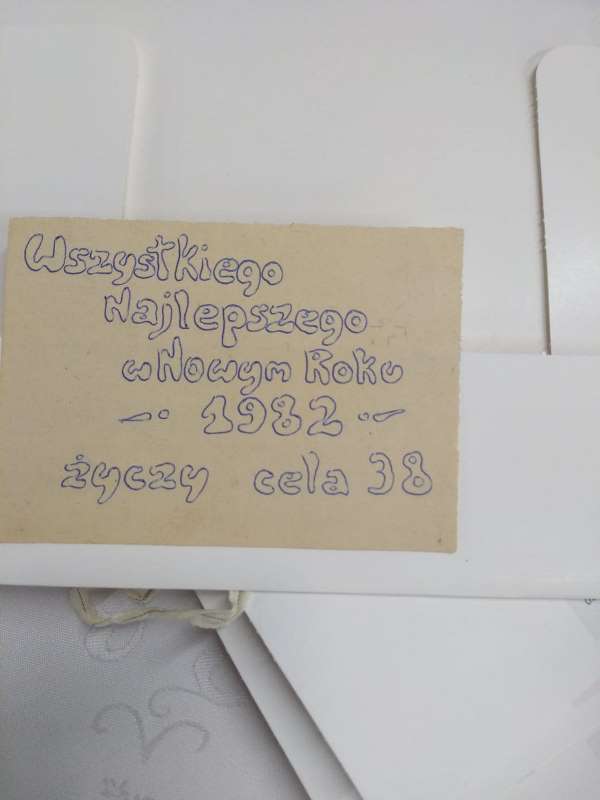 Wszystkiego
Najlepszego
w Nowym Roku
— · 1982 · —
życzy cela 38